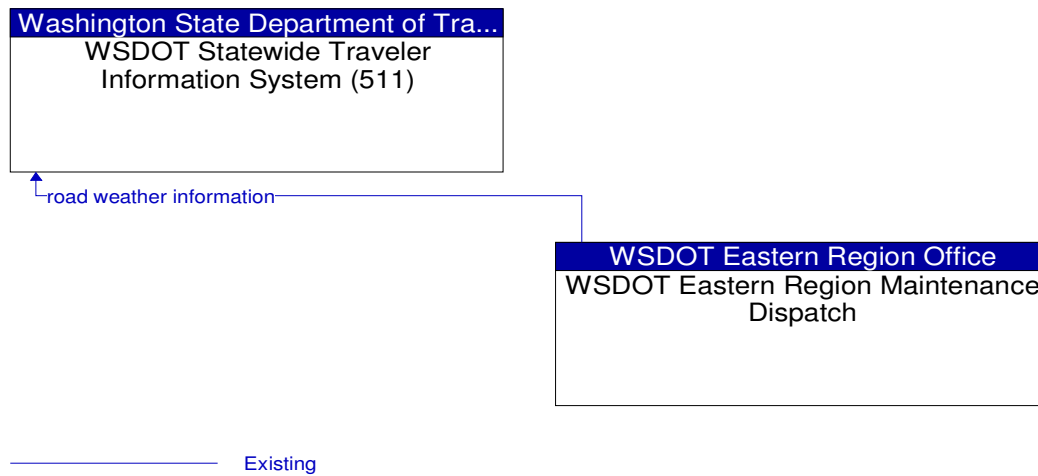 Washington State Department of Tra...
WSDOT Statewide Traveler
Information System (511)
road weather information
WSDOT Eastern Region Office
WSDOT Eastern Region Maintenance
Dispatch
Existing